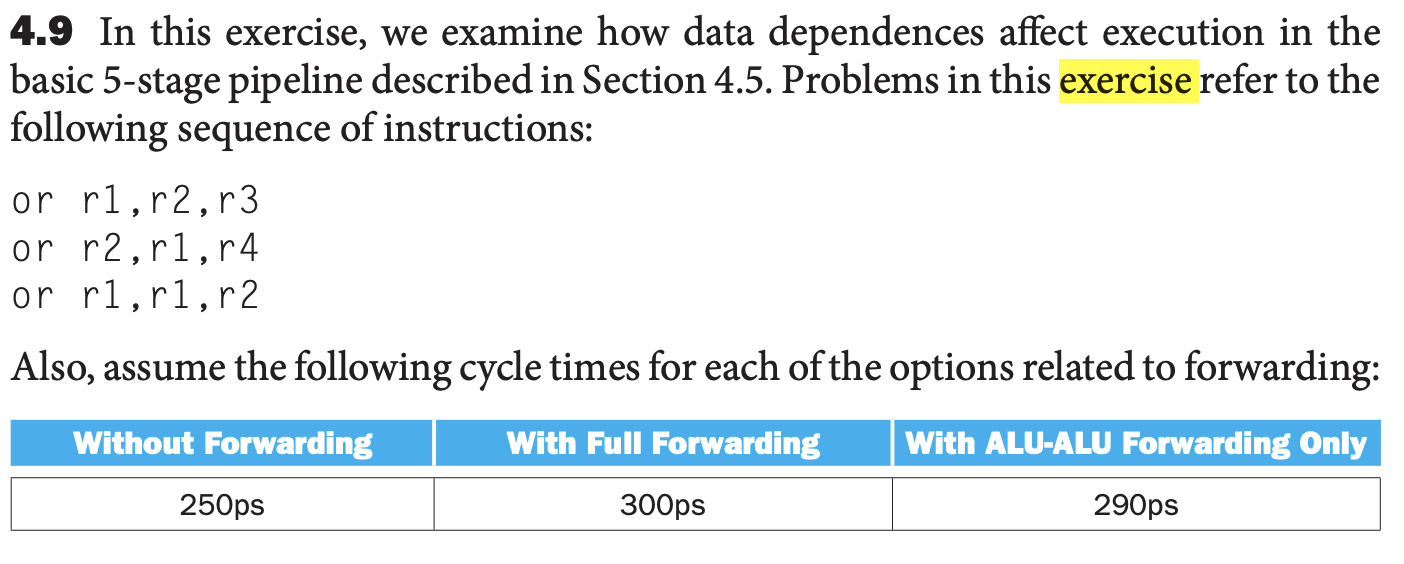 4.9 In this exercise, we examine how data dependences affect execution in the
basic 5-stage pipeline described in Section 4.5. Problems in this exercise refer to the
following sequence of instructions:
or r1,r2,r3
or r2,r1,r4
or r1,r1,r2
Also, assume the following cycle times for each of the options related to forwarding:
Without Forwarding With Full Forwarding With ALU-ALU Forwarding Only
250ps 300ps 290ps